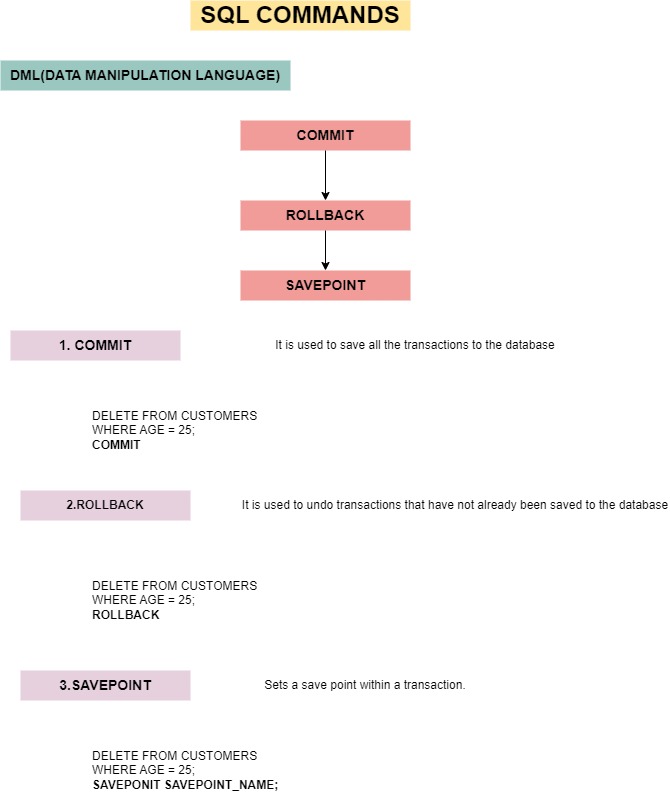 SQL COMMANDS
DML(DATA MANIPULATION LANGUAGE)
COMMIT
ROLLBACK
SAVEPOINT
1. COMMIT
It is used to save all the transactions to the database
DELETE FROM CUSTOMERS
WHERE AGE = 25;
COMMIT
2.ROLLBACK
It is used to undo transactions that have not already been saved to the database
DELETE FROM CUSTOMERS
WHERE AGE = 25;
ROLLBACK
3.SAVEPOINT
Sets a save point within a transaction.
DELETE FROM CUSTOMERS
WHERE AGE = 25;
SAVEPONIT SAVEPOINT_NAME;